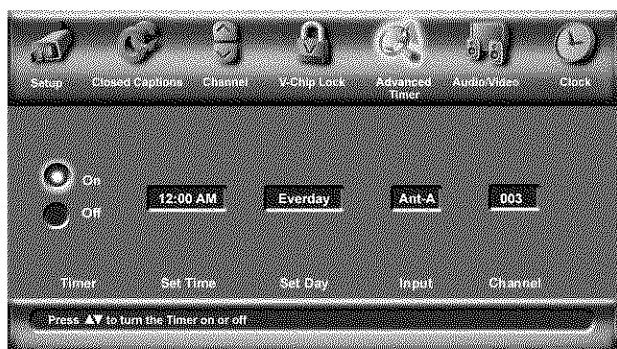 Setup Closed Captions Channel V-Chip Lock Advanced Timer Audio/Video Clock
On
Off
12:00 AM Everday Ant-A 003
Timer Set Time Set Day Input Channel
Press ▲▼ to turn the Timer on or off